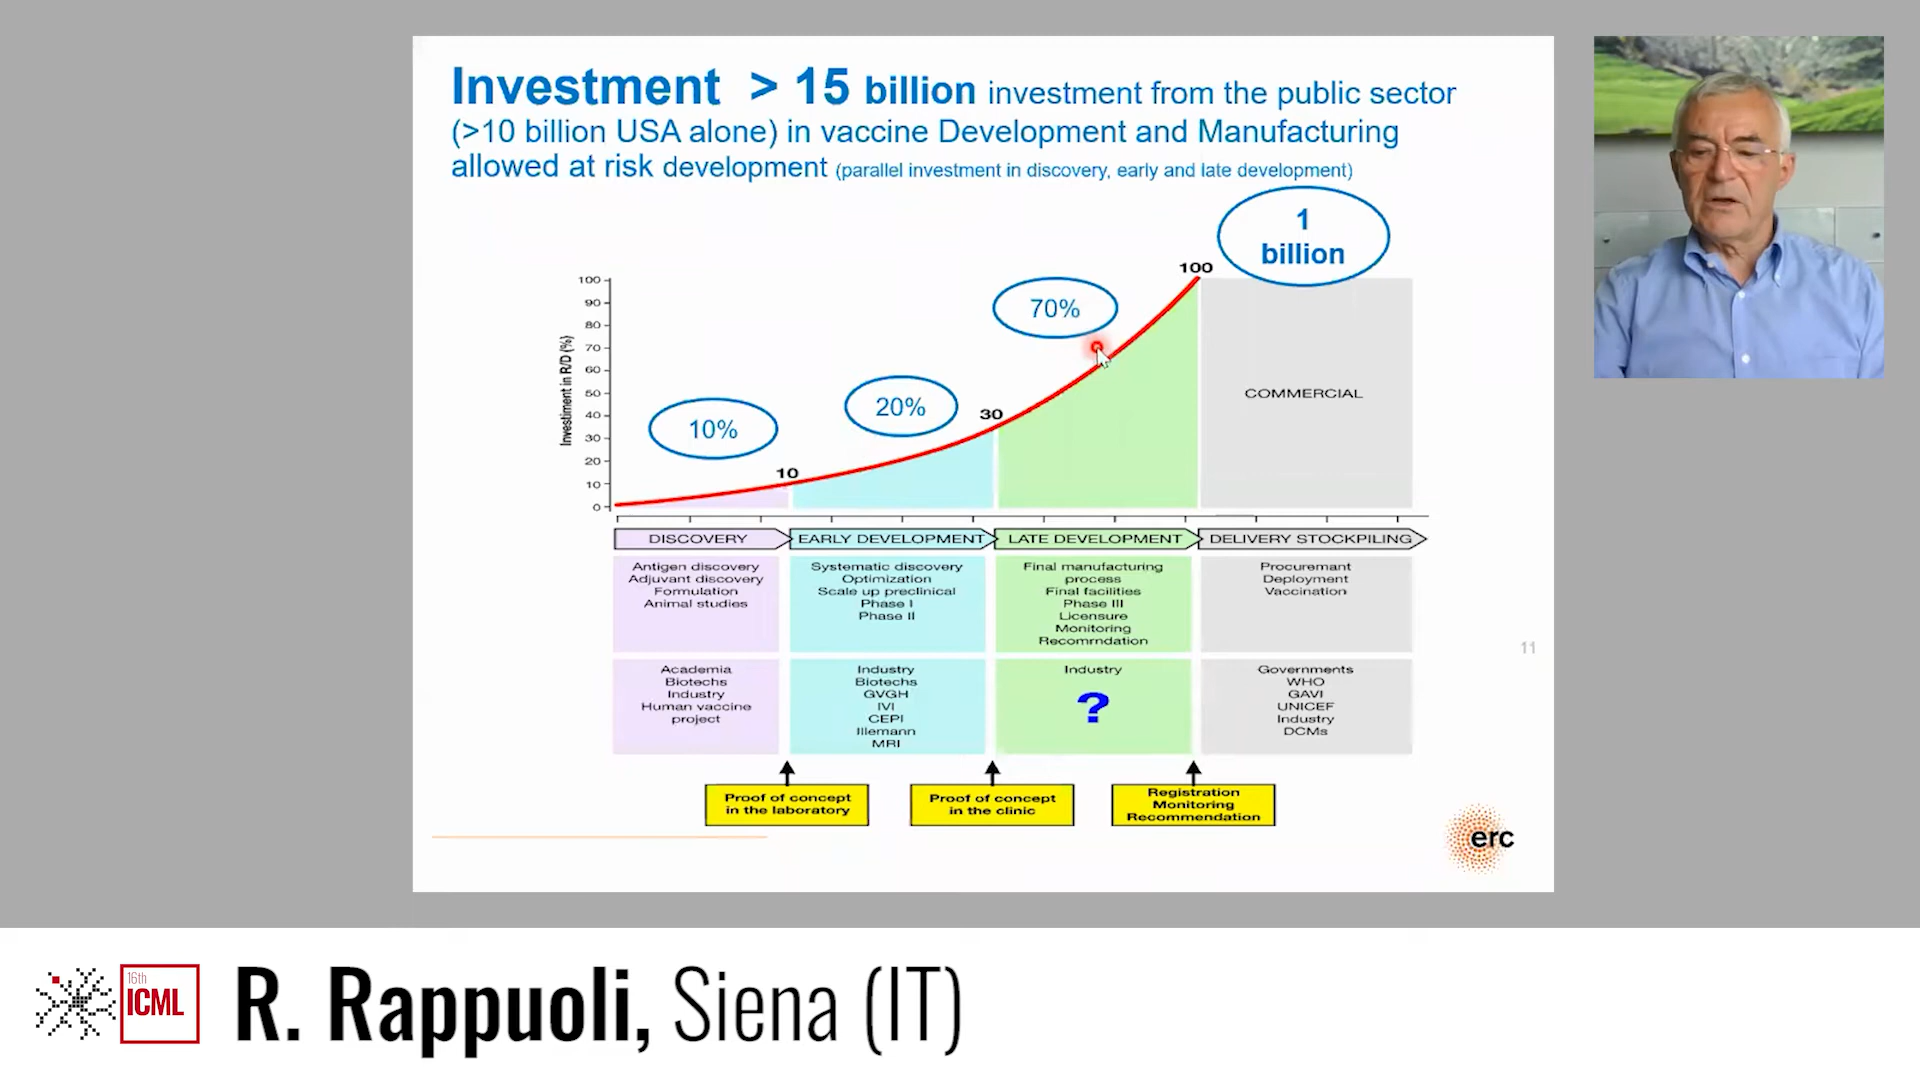 Investment > 15 billion investment from the public sector
(>10 billion USA alone) in vaccine Development and Manufacturing
allowed at risk development (parallel investment in discovery, early and late development)
1
billion
100
70%
30
20%
10
10%
Investiment in R/D (%)
100
90
80
70
60
50
40
30
20
10
0
COMMERCIAL
DISCOVERY
EARLY DEVELOPMENT
LATE DEVELOPMENT
DELIVERY STOCKPILING
Antigen discovery
Adjuvant discovery
Formulation
Animal studies
Systematic discovery
Optimization
Scale up preclinical
Phase I
Phase II
Final manufacturing
process
Final facilities
Phase III
Licensure
Monitoring
Recomrndation
Procuremant
Deployment
Vaccination
Academia
Biotechs
Industry
Human vaccine
project
Industry
Biotechs
GVGH
IVI
CEPI
Illemann
MRI
Industry
?
Governments
WHO
GAVI
UNICEF
Industry
DCMs
Proof of concept
in the laboratory
Proof of concept
in the clinic
Registration
Monitoring
Recommendation
11
erc
16th
ICML
R. Rappuoli, Siena (IT)